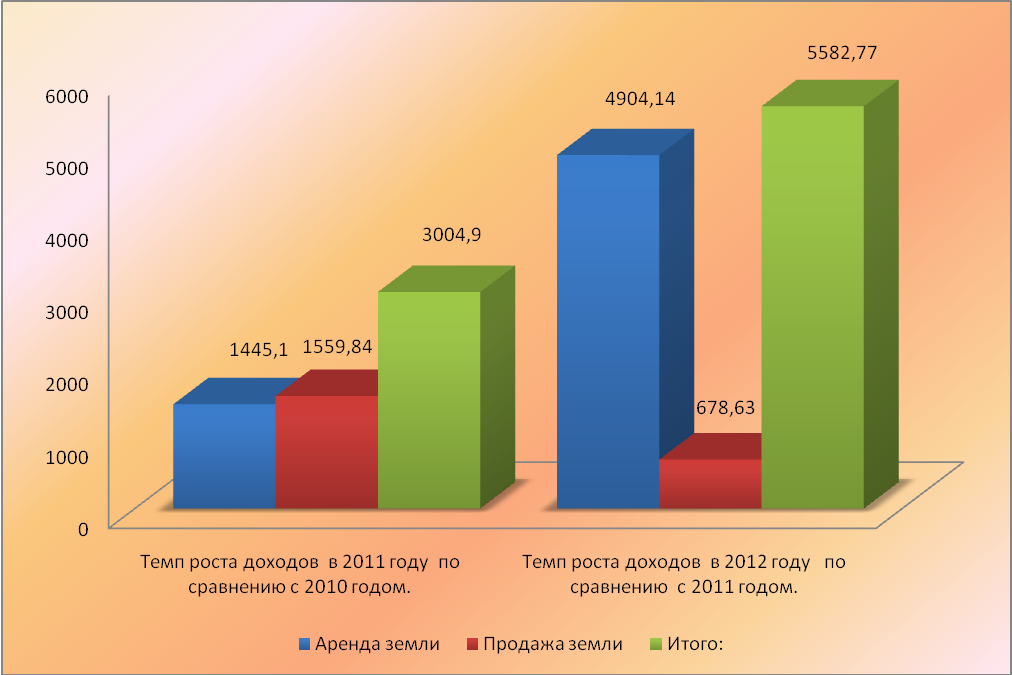 5582,77
4904,14
3004,9
1445,1
1559,84
678,63
6000
5000
4000
3000
2000
1000
0
Темп роста доходов в 2011 году по
сравнению с 2010 годом.
Темп роста доходов в 2012 году по
сравнению с 2011 годом.
Аренда земли
Продажа земли
Итого: